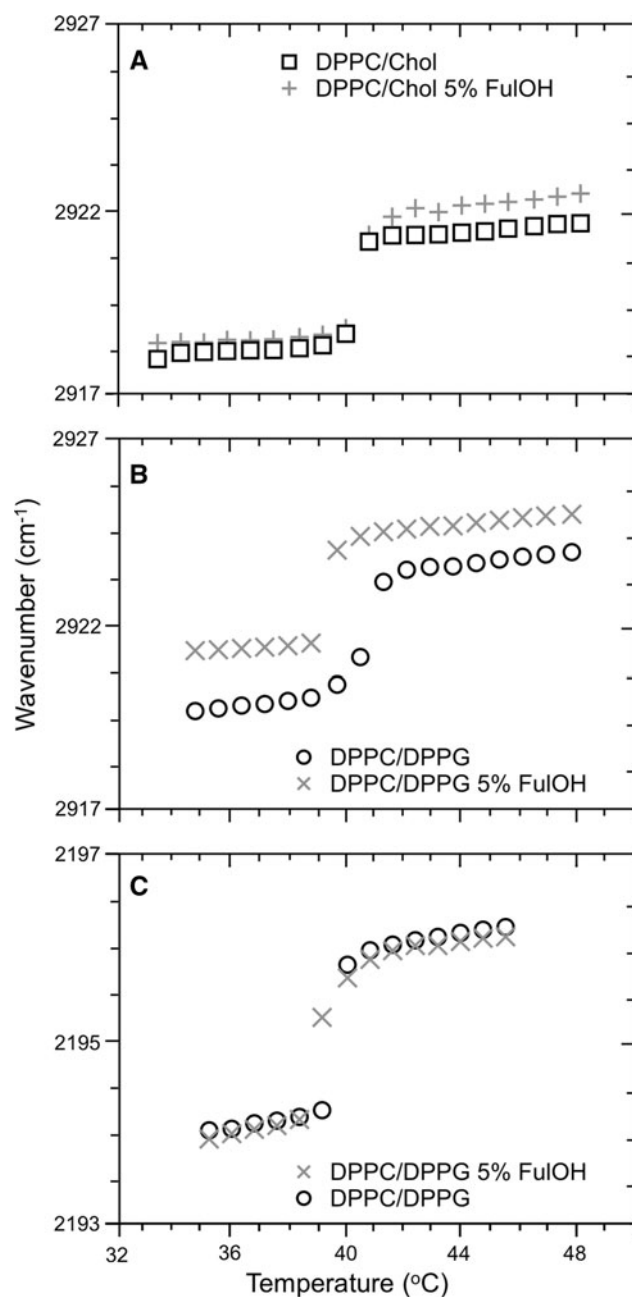 2927
A
DPPC/Chol
DPPC/Chol 5% FulOH
2922
2917
2927
B
2922
DPPC/DPPG
DPPC/DPPG 5% FulOH
2917
Wavenumber (cm⁻¹)
2197
C
2195
DPPC/DPPG 5% FulOH
DPPC/DPPG
2193
32 36 40 44 48
Temperature (°C)